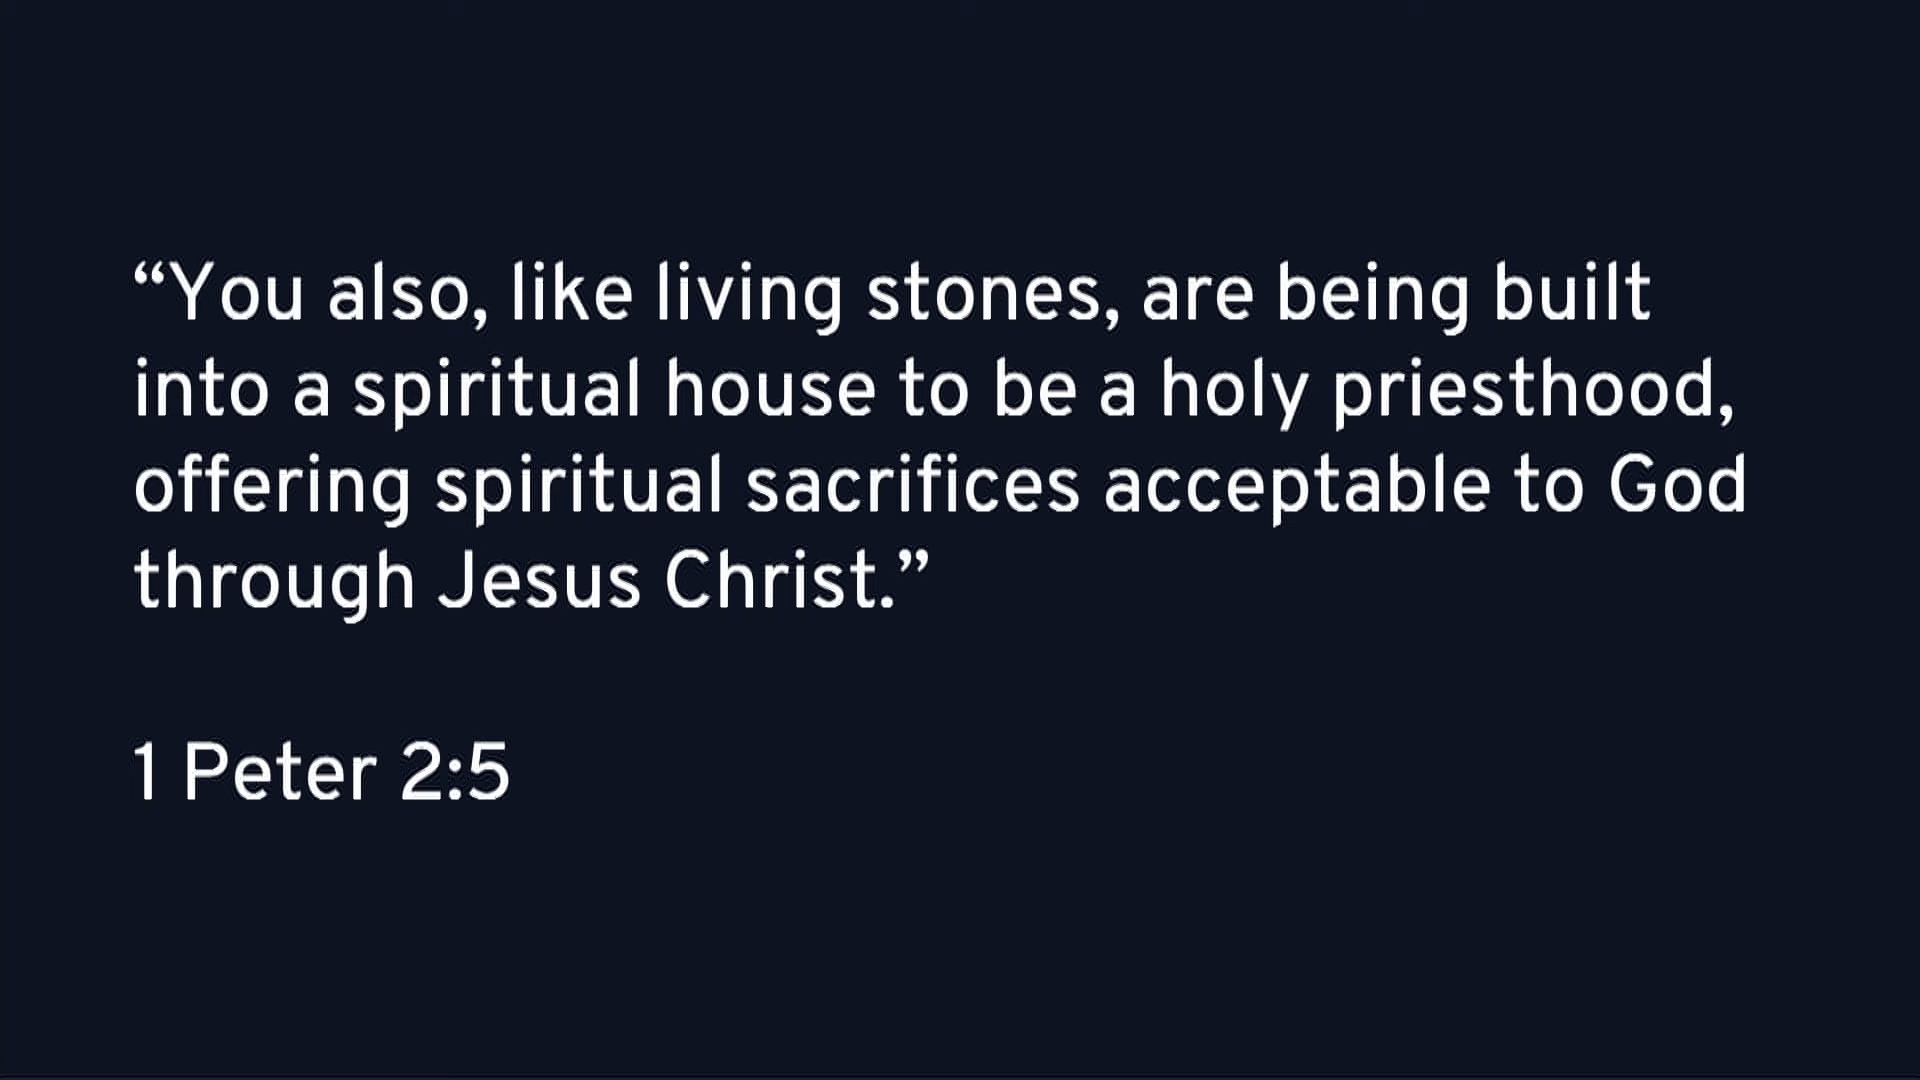 “You also, like living stones, are being built
into a spiritual house to be a holy priesthood,
offering spiritual sacrifices acceptable to God
through Jesus Christ.”
1 Peter 2:5